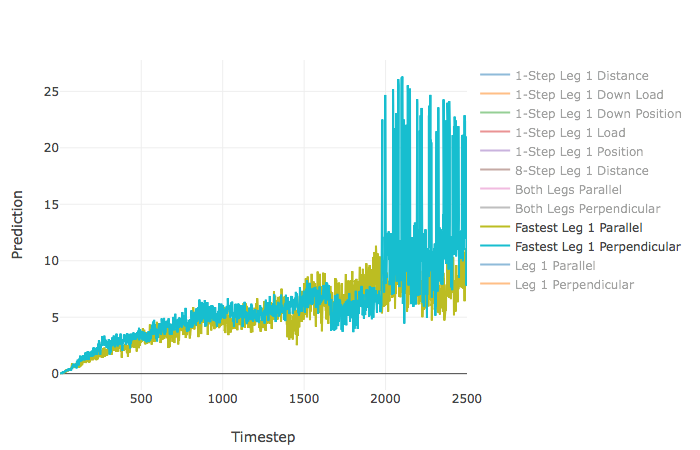 25
20
15
10
5
0
Prediction
500
1000
1500
2000
2500
Timestep
1-Step Leg 1 Distance
1-Step Leg 1 Down Load
1-Step Leg 1 Down Position
1-Step Leg 1 Load
1-Step Leg 1 Position
8-Step Leg 1 Distance
Both Legs Parallel
Both Legs Perpendicular
Fastest Leg 1 Parallel
Fastest Leg 1 Perpendicular
Leg 1 Parallel
Leg 1 Perpendicular